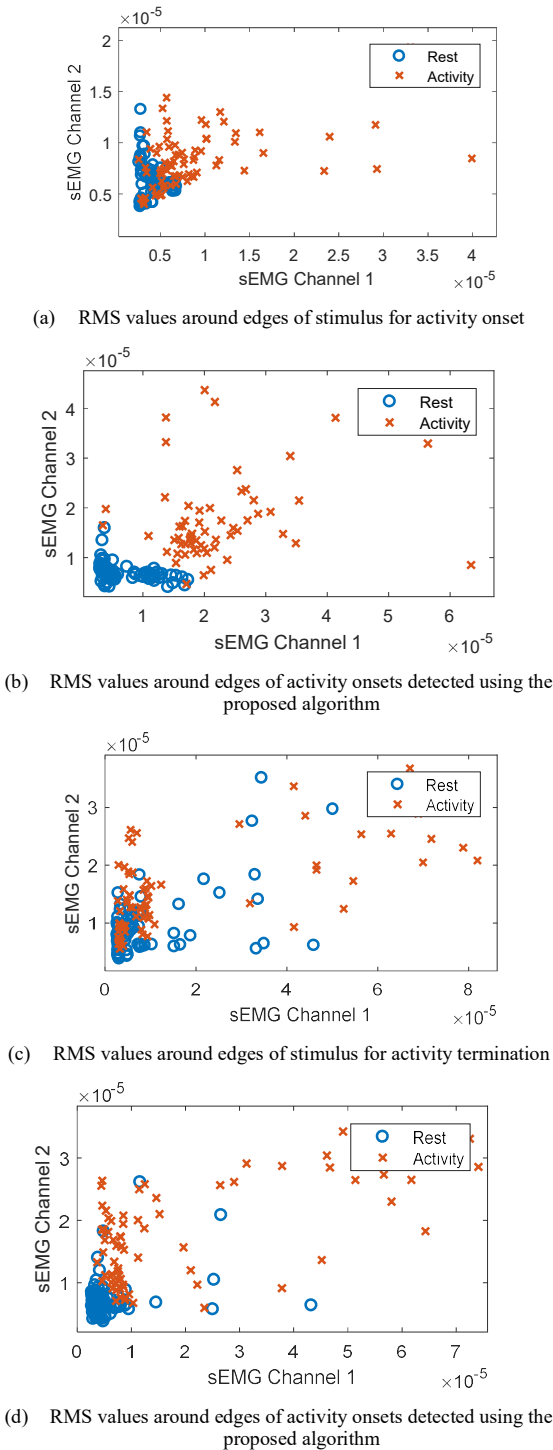 ×10⁻⁵
2
1.5
1
0.5
sEMG Channel 2
Rest
Activity
0.5 1 1.5 2 2.5 3 3.5 4
sEMG Channel 1
×10⁻⁵
(a) RMS values around edges of stimulus for activity onset
×10⁻⁵
4
3
2
1
sEMG Channel 2
Rest
Activity
1 2 3 4 5 6
sEMG Channel 1
×10⁻⁵
(b) RMS values around edges of activity onsets detected using the
proposed algorithm
×10⁻⁵
3
2
1
sEMG Channel 2
Rest
Activity
0 2 4 6 8
sEMG Channel 1
×10⁻⁵
(c) RMS values around edges of stimulus for activity termination
×10⁻⁵
3
2
1
sEMG Channel 2
Rest
Activity
0 1 2 3 4 5 6 7
sEMG Channel 1
×10⁻⁵
(d) RMS values around edges of activity onsets detected using the
proposed algorithm